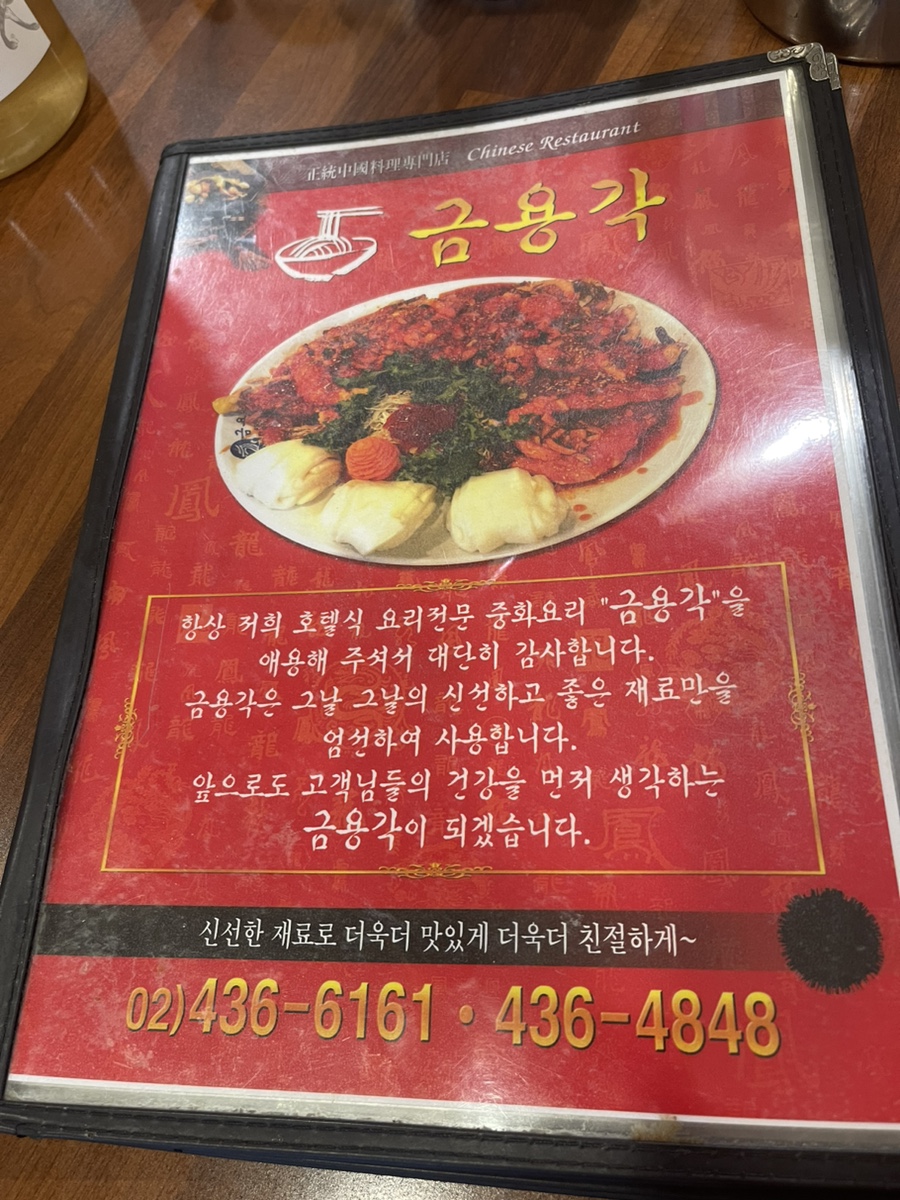 正統中國料理專門店 Chinese Restaurant
금용각
항상 저희 호텔식 요리전문 중화요리 "금용각"을
애용해 주셔서 대단히 감사합니다.
금용각은 그날 그날의 신선하고 좋은 재료만을
엄선하여 사용합니다.
앞으로도 고객님들의 건강을 먼저 생각하는
금용각이 되겠습니다.
신선한 재료로 더욱더 맛있게 더욱더 친절하게~
02)436-6161 · 436-4848